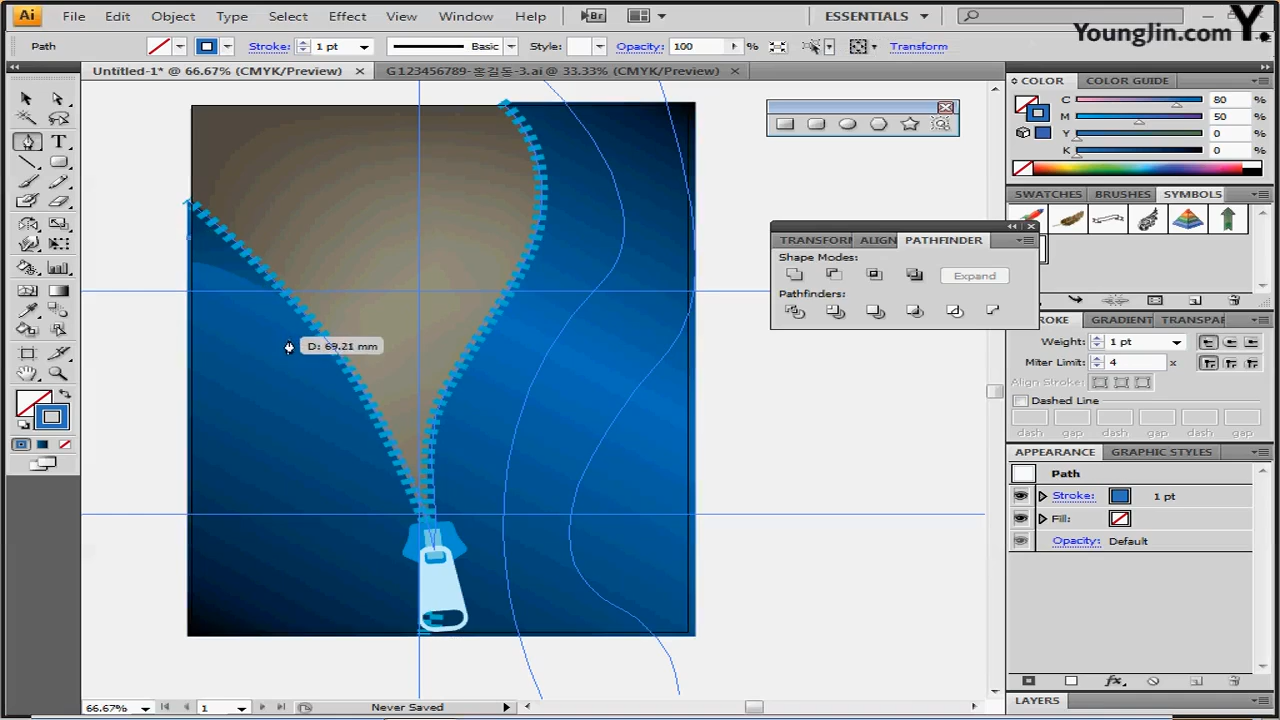 Ai File Edit Object Type Select Effect View Window Help Br ESSENTIALS
YoungJin.com Y.
Path Stroke: 1 pt Basic Style: Opacity: 100 % Transform
Untitled-1* @ 66.67% (CMYK/Preview) × G123456789-홍길동-3.ai @ 33.33% (CMYK/Preview) ×
COLOR COLOR GUIDE
C 80 %
M 50 %
Y 0 %
K 0 %
SWATCHES BRUSHES SYMBOLS
TRANSFORM ALIGN PATHFINDER
Shape Modes:
Expand
Pathfinders:
STROKE GRADIENT TRANSPAR
Weight: 1 pt
Miter Limit: 4 x
Align Stroke:
Dashed Line
dash gap dash gap dash gap
D: 69.21 mm
APPEARANCE GRAPHIC STYLES
Path
Stroke: 1 pt
Fill:
Opacity: Default
LAYERS
66.67% 1 Never Saved